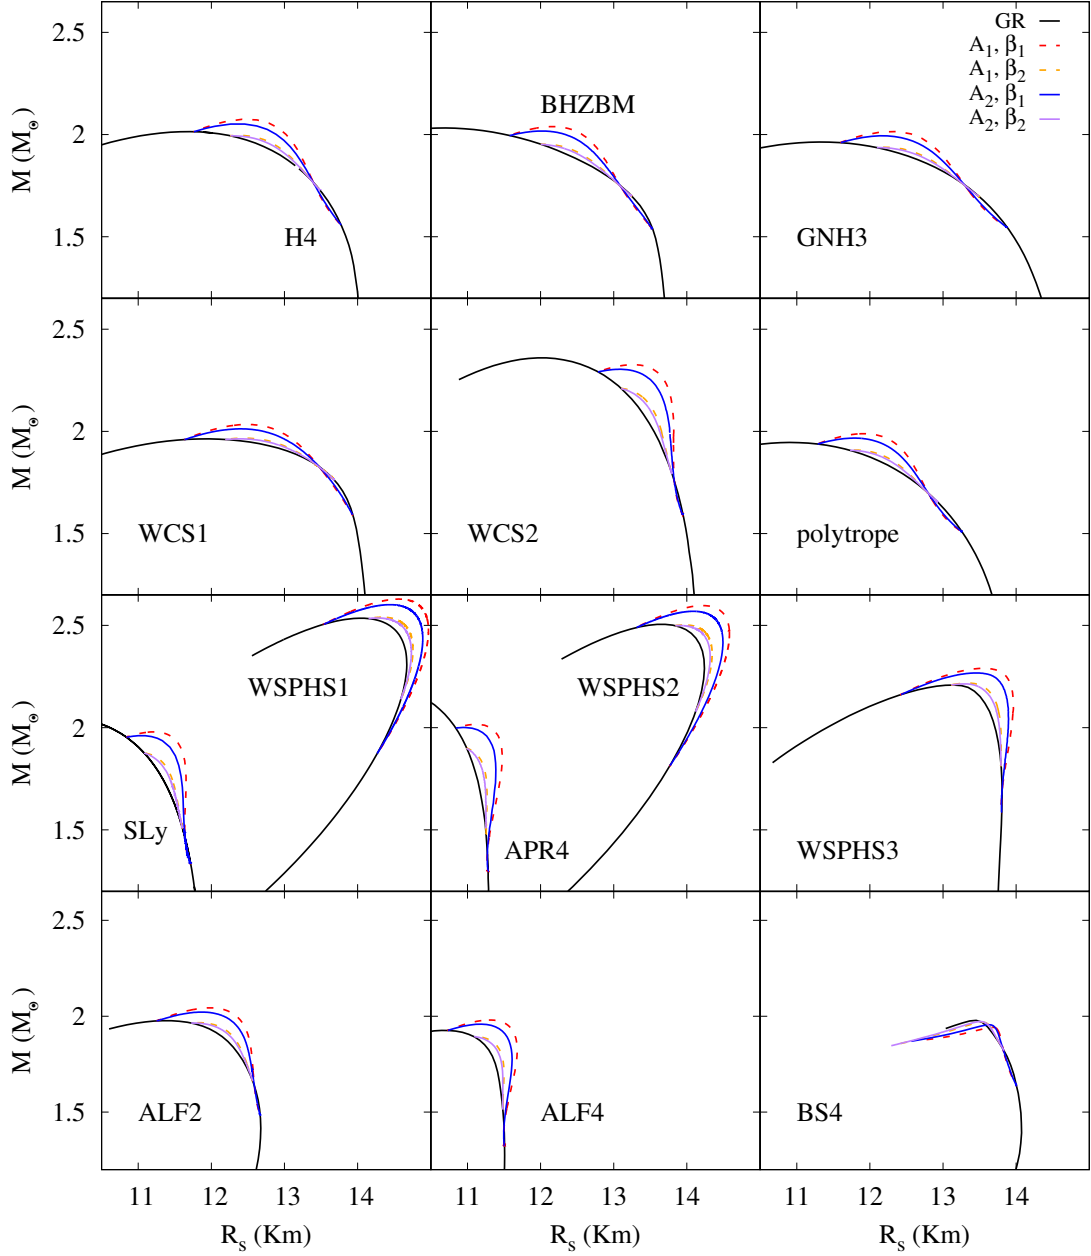 2.5
2
1.5
M (M⊙)
H4
BHZBM
GNH3
GR
A₁, β₁
A₁, β₂
A₂, β₁
A₂, β₂
2.5
2
1.5
M (M⊙)
WCS1
WCS2
polytrope
2.5
2
1.5
M (M⊙)
WSPHS1
SLy
WSPHS2
APR4
WSPHS3
2.5
2
1.5
M (M⊙)
ALF2
ALF4
BS4
11 12 13 14
11 12 13 14
11 12 13 14
Rₛ (Km)
Rₛ (Km)
Rₛ (Km)